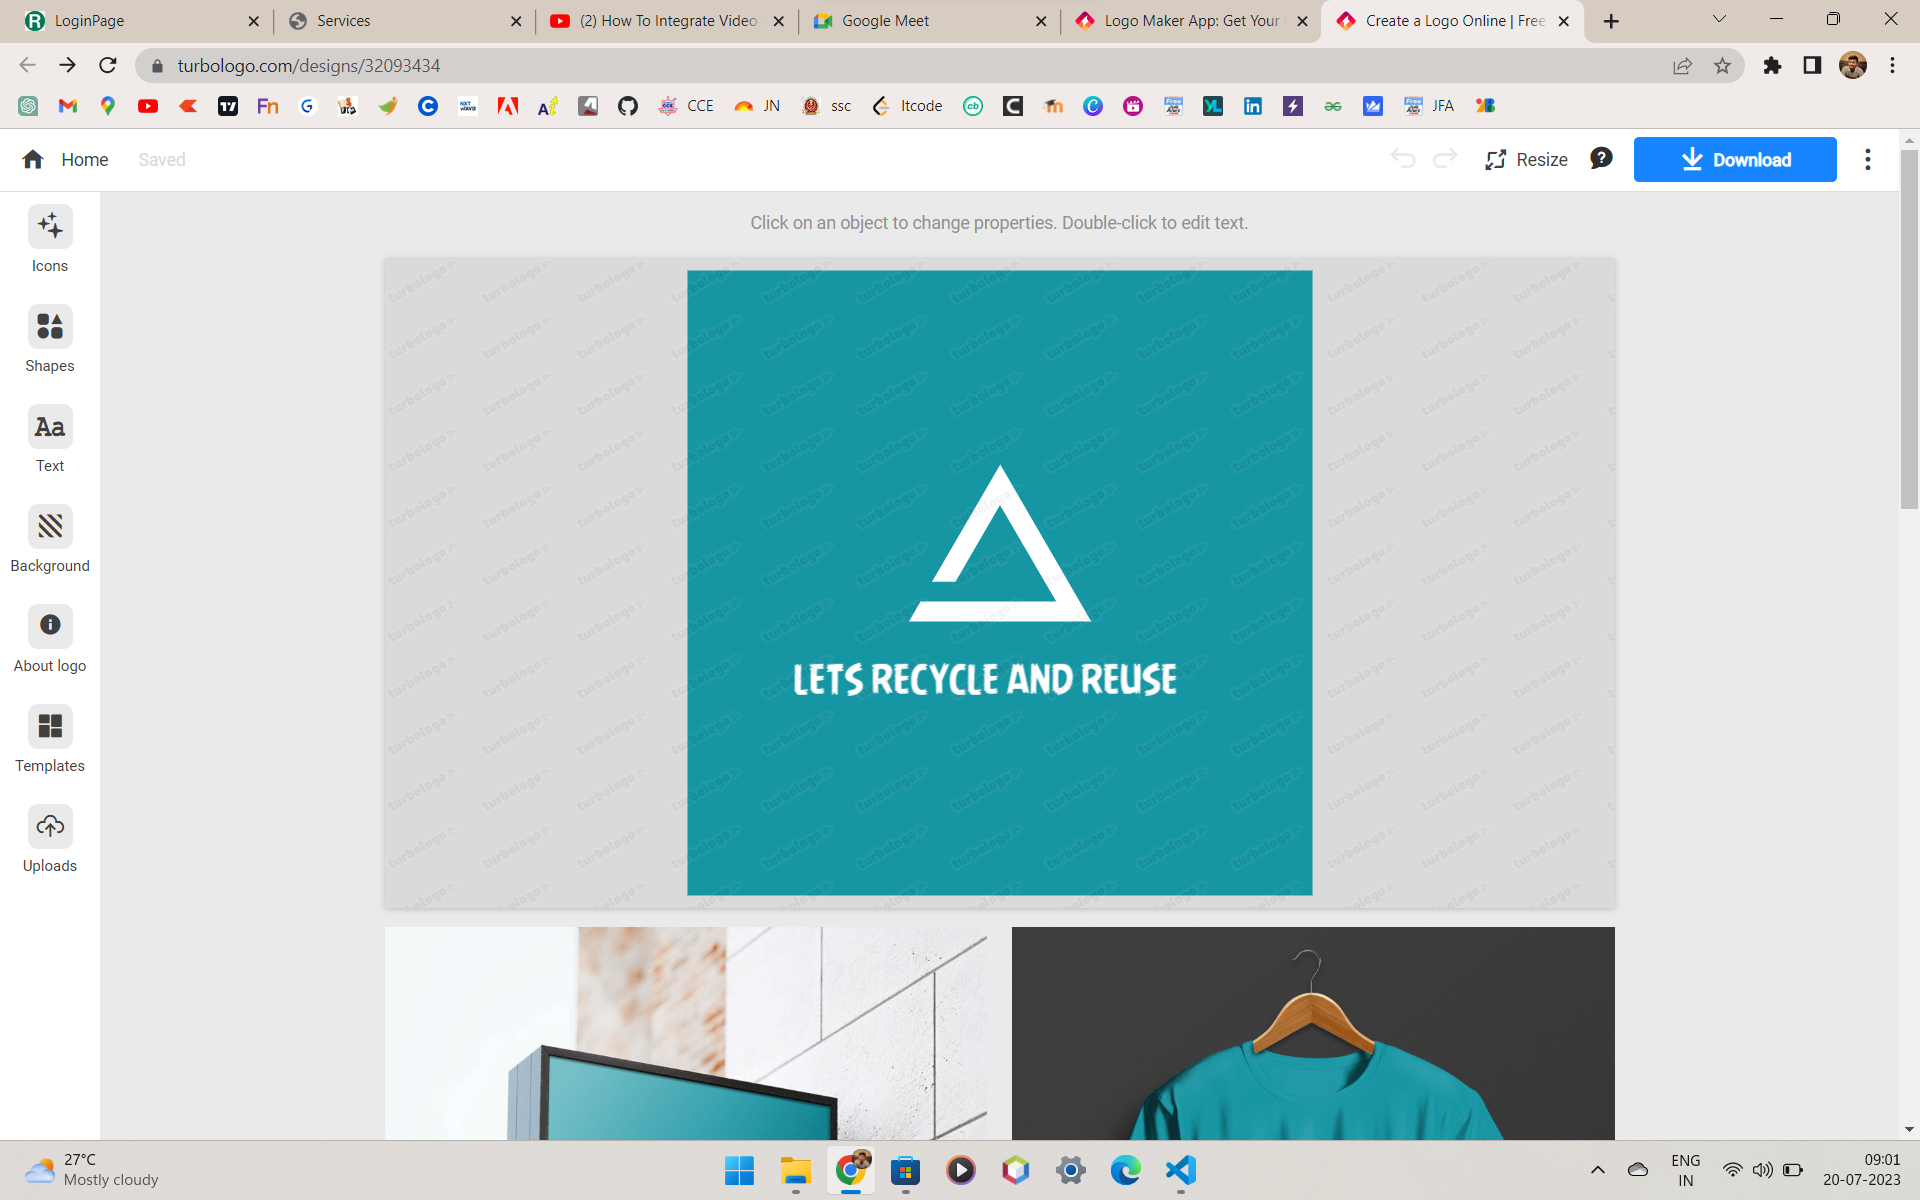 LoginPage
Services
(2) How To Integrate Video
Google Meet
Logo Maker App: Get Your
Create a Logo Online | Free
turbologo.com/designs/32093434
CCE
JN
ssc
ltcode
JFA
Home
Saved
Resize
Download
Click on an object to change properties. Double-click to edit text.
Icons
Shapes
Aa
Text
Background
About logo
Templates
Uploads
turbologo
LETS RECYCLE AND REUSE
27°C
Mostly cloudy
ENG
IN
09:01
20-07-2023